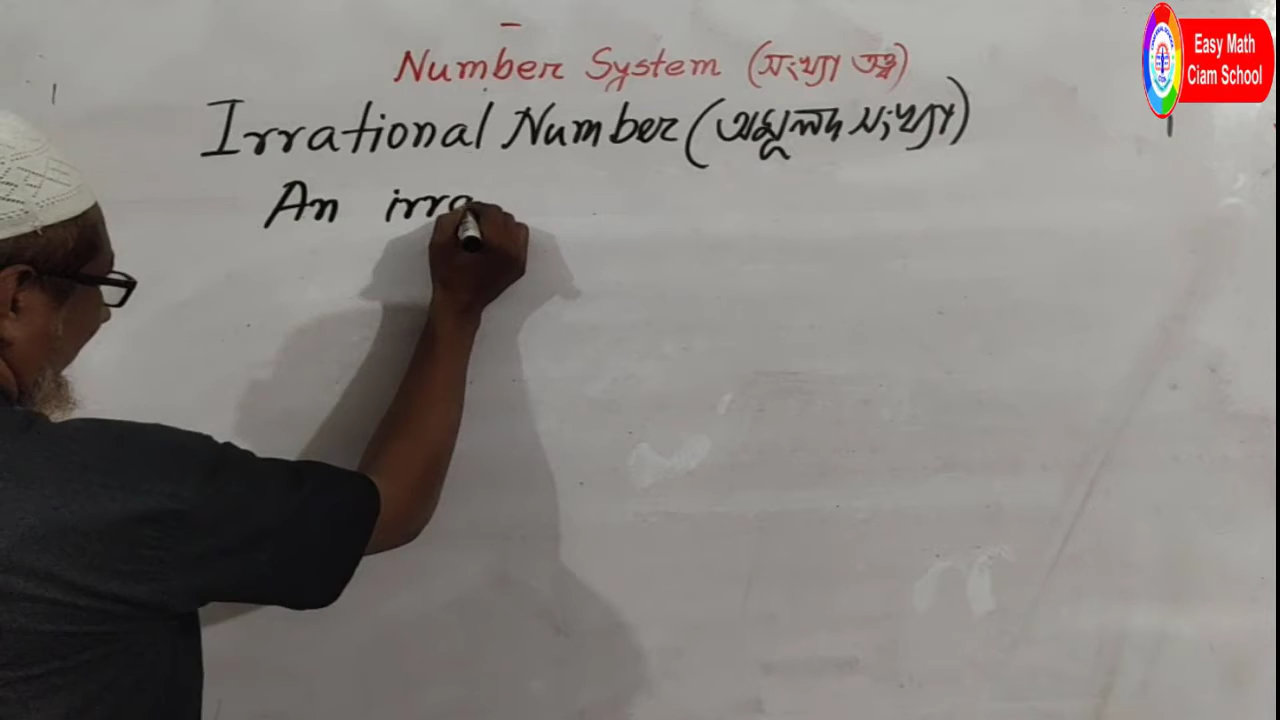 Number System (সংখ্যা তত্ত্ব)
Irrational Number (অমূলদ সংখ্যা)
An irra
Easy Math
Ciam School